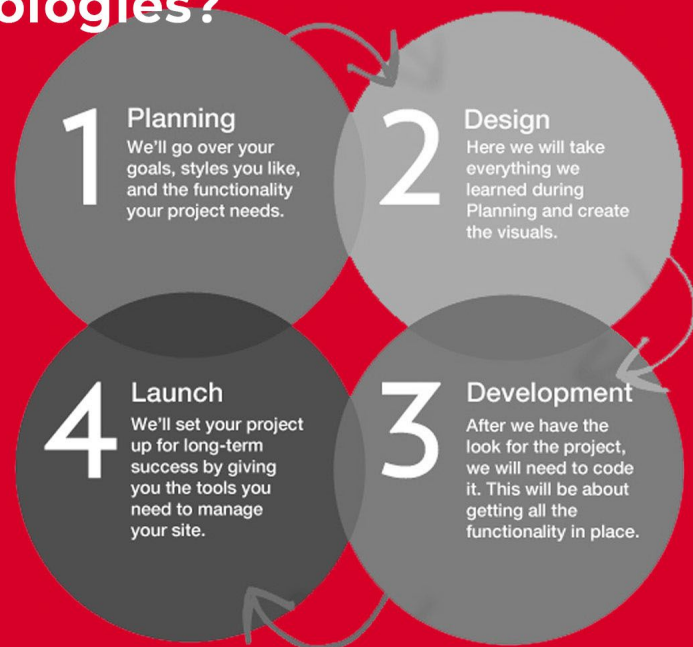 ologies?
1
Planning
We'll go over your
goals, styles you like,
and the functionality
your project needs.
2
Design
Here we will take
everything we
learned during
Planning and create
the visuals.
4
Launch
We'll set your project
up for long-term
success by giving
you the tools you
need to manage
your site.
3
Development
After we have the
look for the project,
we will need to code
it. This will be about
getting all the
functionality in place.